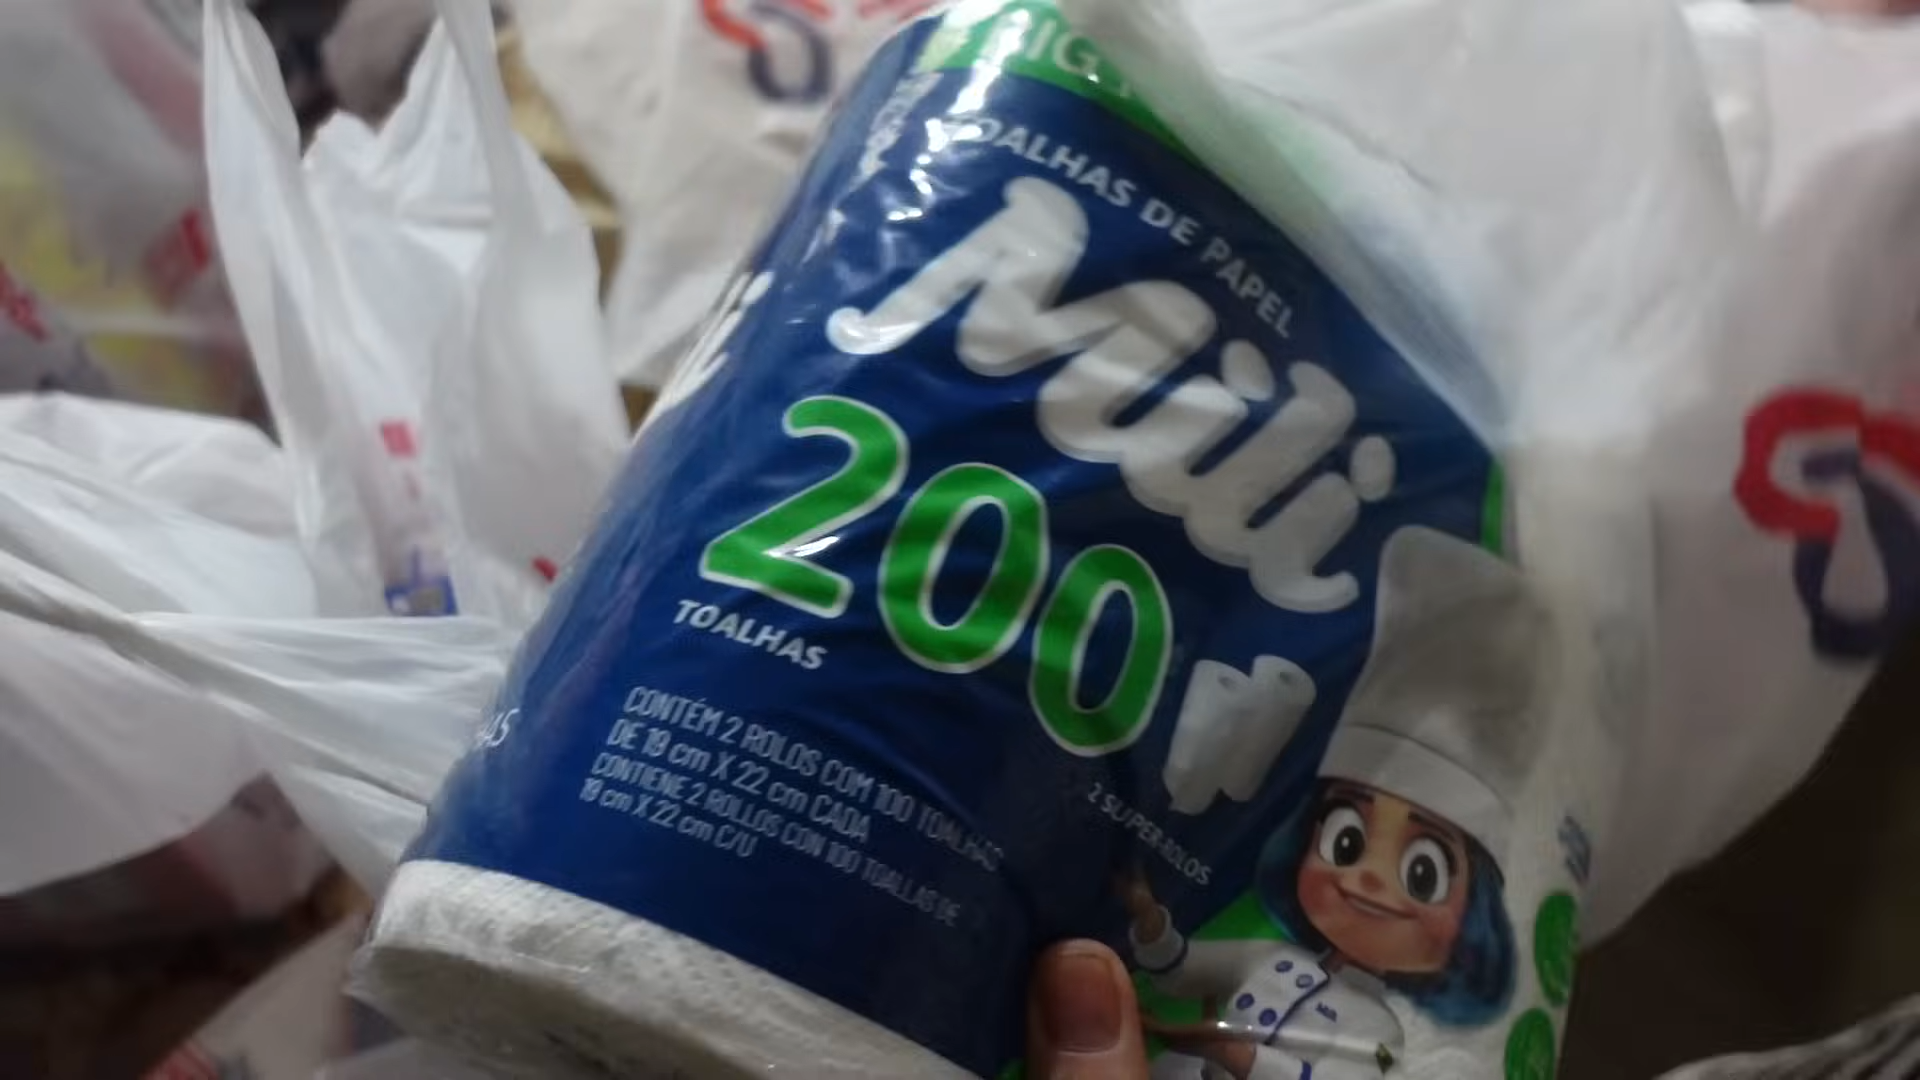 BIG
TOALHAS DE PAPEL
Mili
200
TOALHAS
CONTÉM 2 ROLOS COM 100 TOALHAS
DE 19 cm X 22 cm CADA
CONTIENE 2 ROLLOS CON 100 TOALLAS DE
19 cm X 22 cm C/U
2 SUPER ROLOS